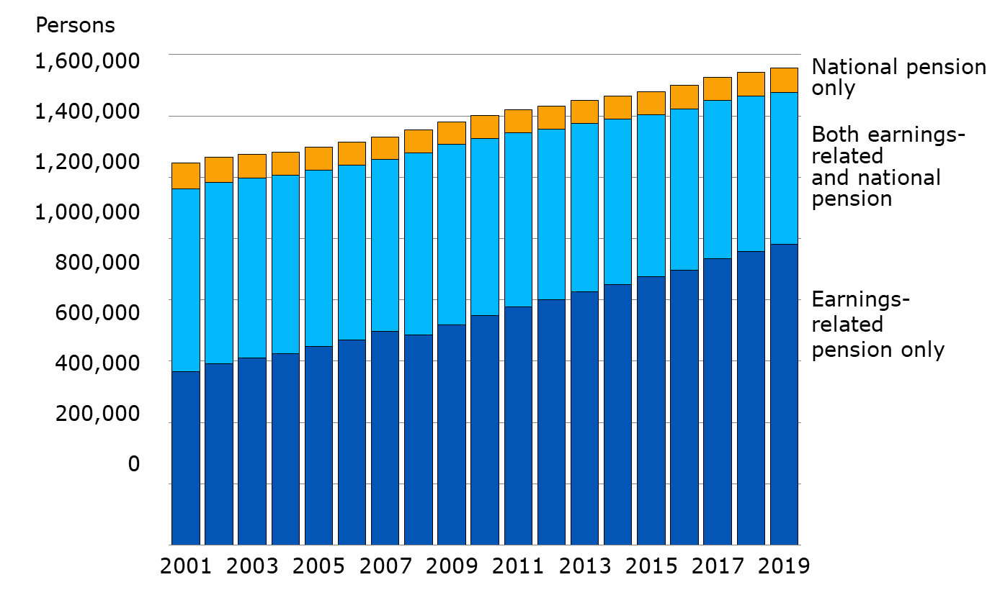 Persons
1,600,000
1,400,000
1,200,000
1,000,000
800,000
600,000
400,000
200,000
0
National pension
only
Both earnings-
related
and national
pension
Earnings-
related
pension only
2001 2003 2005 2007 2009 2011 2013 2015 2017 2019